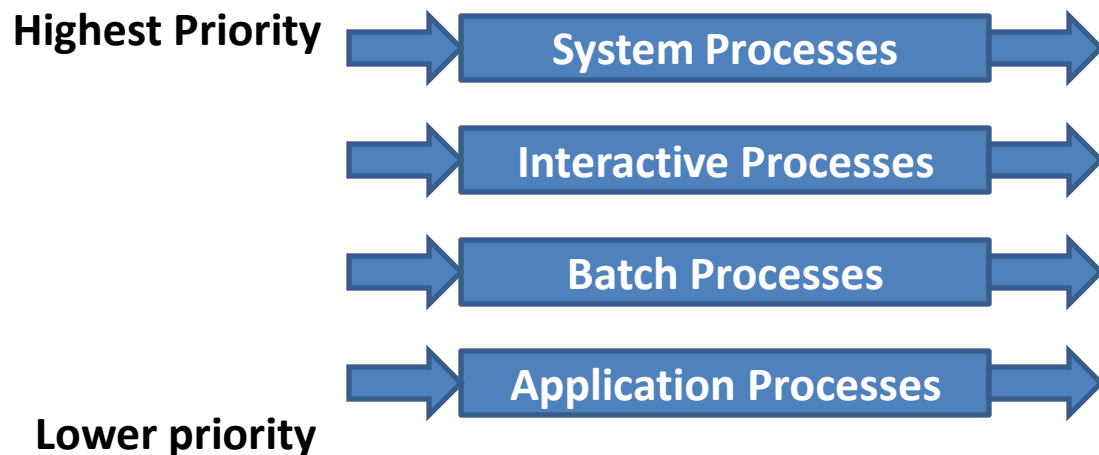 Highest Priority
System Processes
Interactive Processes
Batch Processes
Application Processes
Lower priority